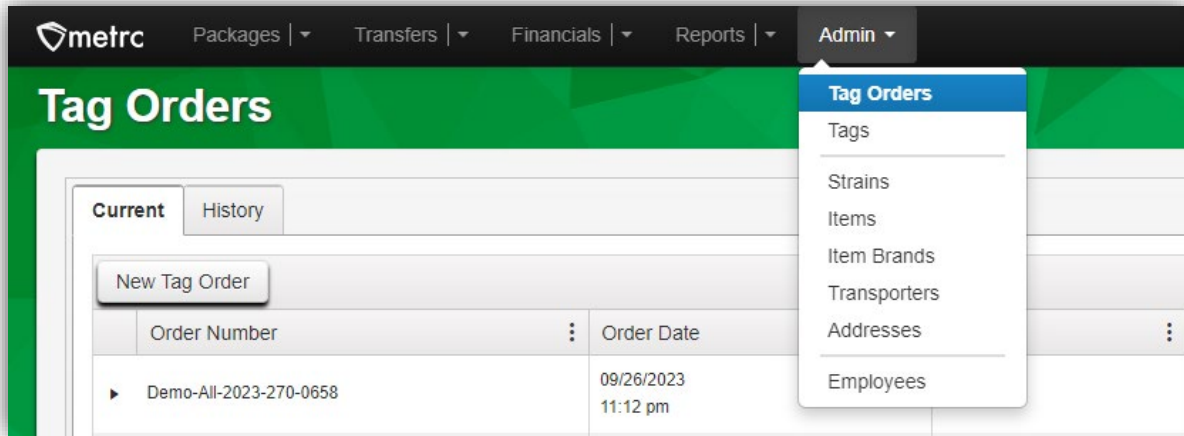 metrc Packages | Transfers | Financials | Reports | Admin
Tag Orders
Tag Orders
Tags
Strains
Items
Item Brands
Transporters
Addresses
Employees
Current History
New Tag Order
Order Number Order Date
Demo-All-2023-270-0658 09/26/2023
11:12 pm